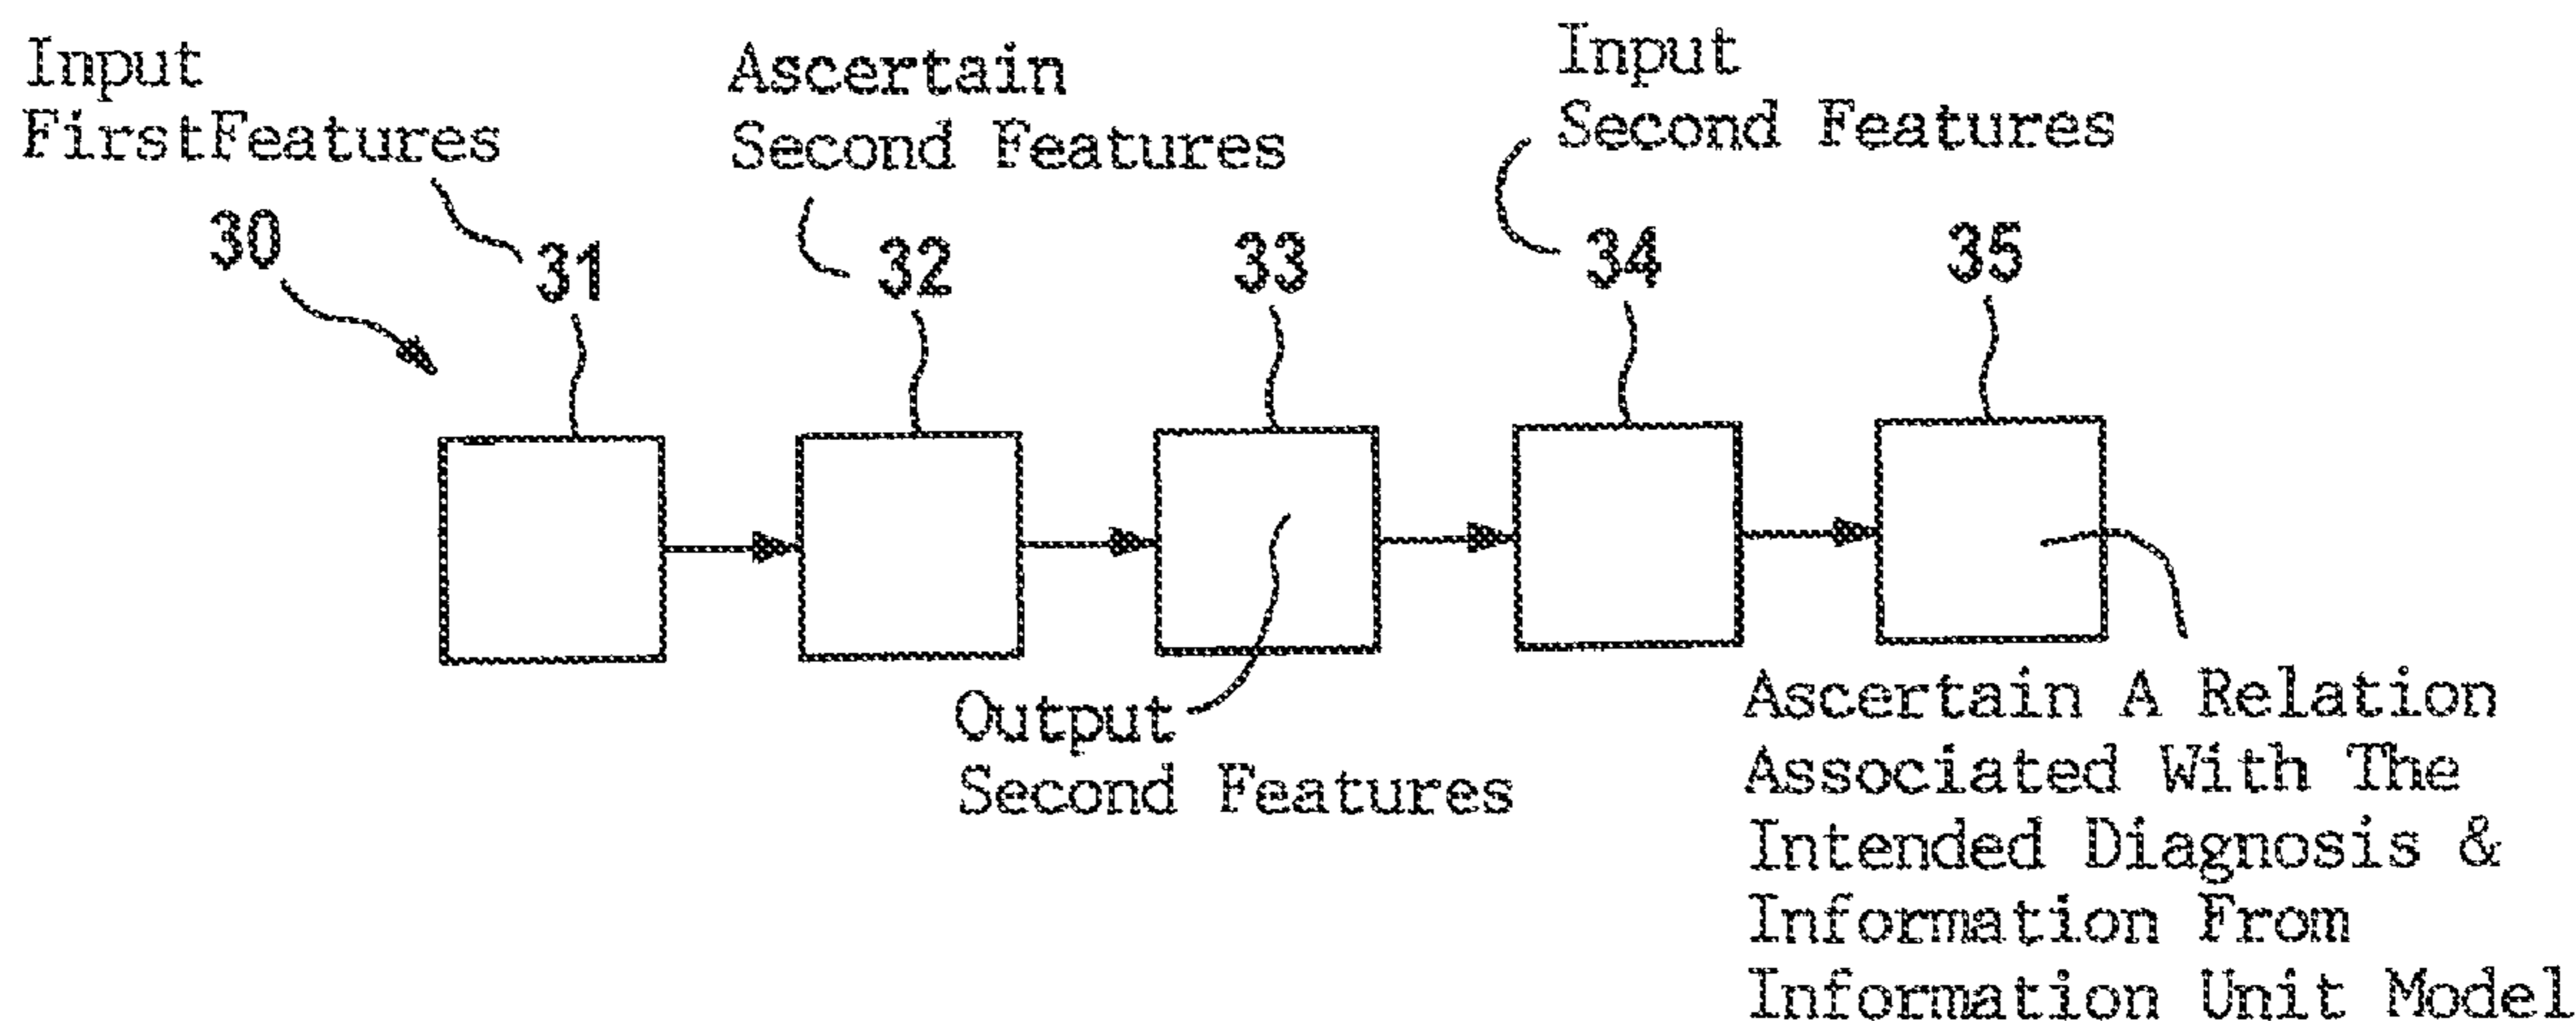 Input
FirstFeatures
30
31
Ascertain
Second Features
32
33
Input
Second Features
34
35
Output
Second Features
Ascertain A Relation
Associated With The
Intended Diagnosis &
Information From
Information Unit Model